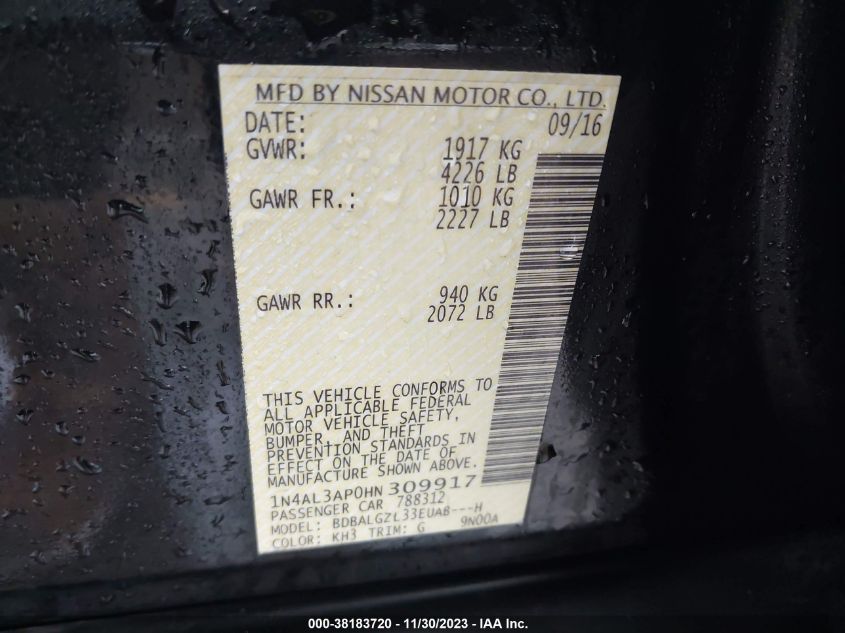 MFD BY NISSAN MOTOR CO., LTD.
DATE: 09/16
GVWR: 1917 KG
4226 LB
GAWR FR.: 1010 KG
2227 LB
GAWR RR.: 940 KG
2072 LB
THIS VEHICLE CONFORMS TO
ALL APPLICABLE FEDERAL
MOTOR VEHICLE SAFETY,
BUMPER, AND THEFT
PREVENTION STANDARDS IN
EFFECT ON THE DATE OF
MANUFACTURE SHOWN ABOVE.
1N4AL3AP0HN 309917
PASSENGER CAR 788312
MODEL: BDBALGZL33EUAB---H
COLOR: KH3 TRIM: G 9N00A
000-38183720 - 11/30/2023 - IAA Inc.